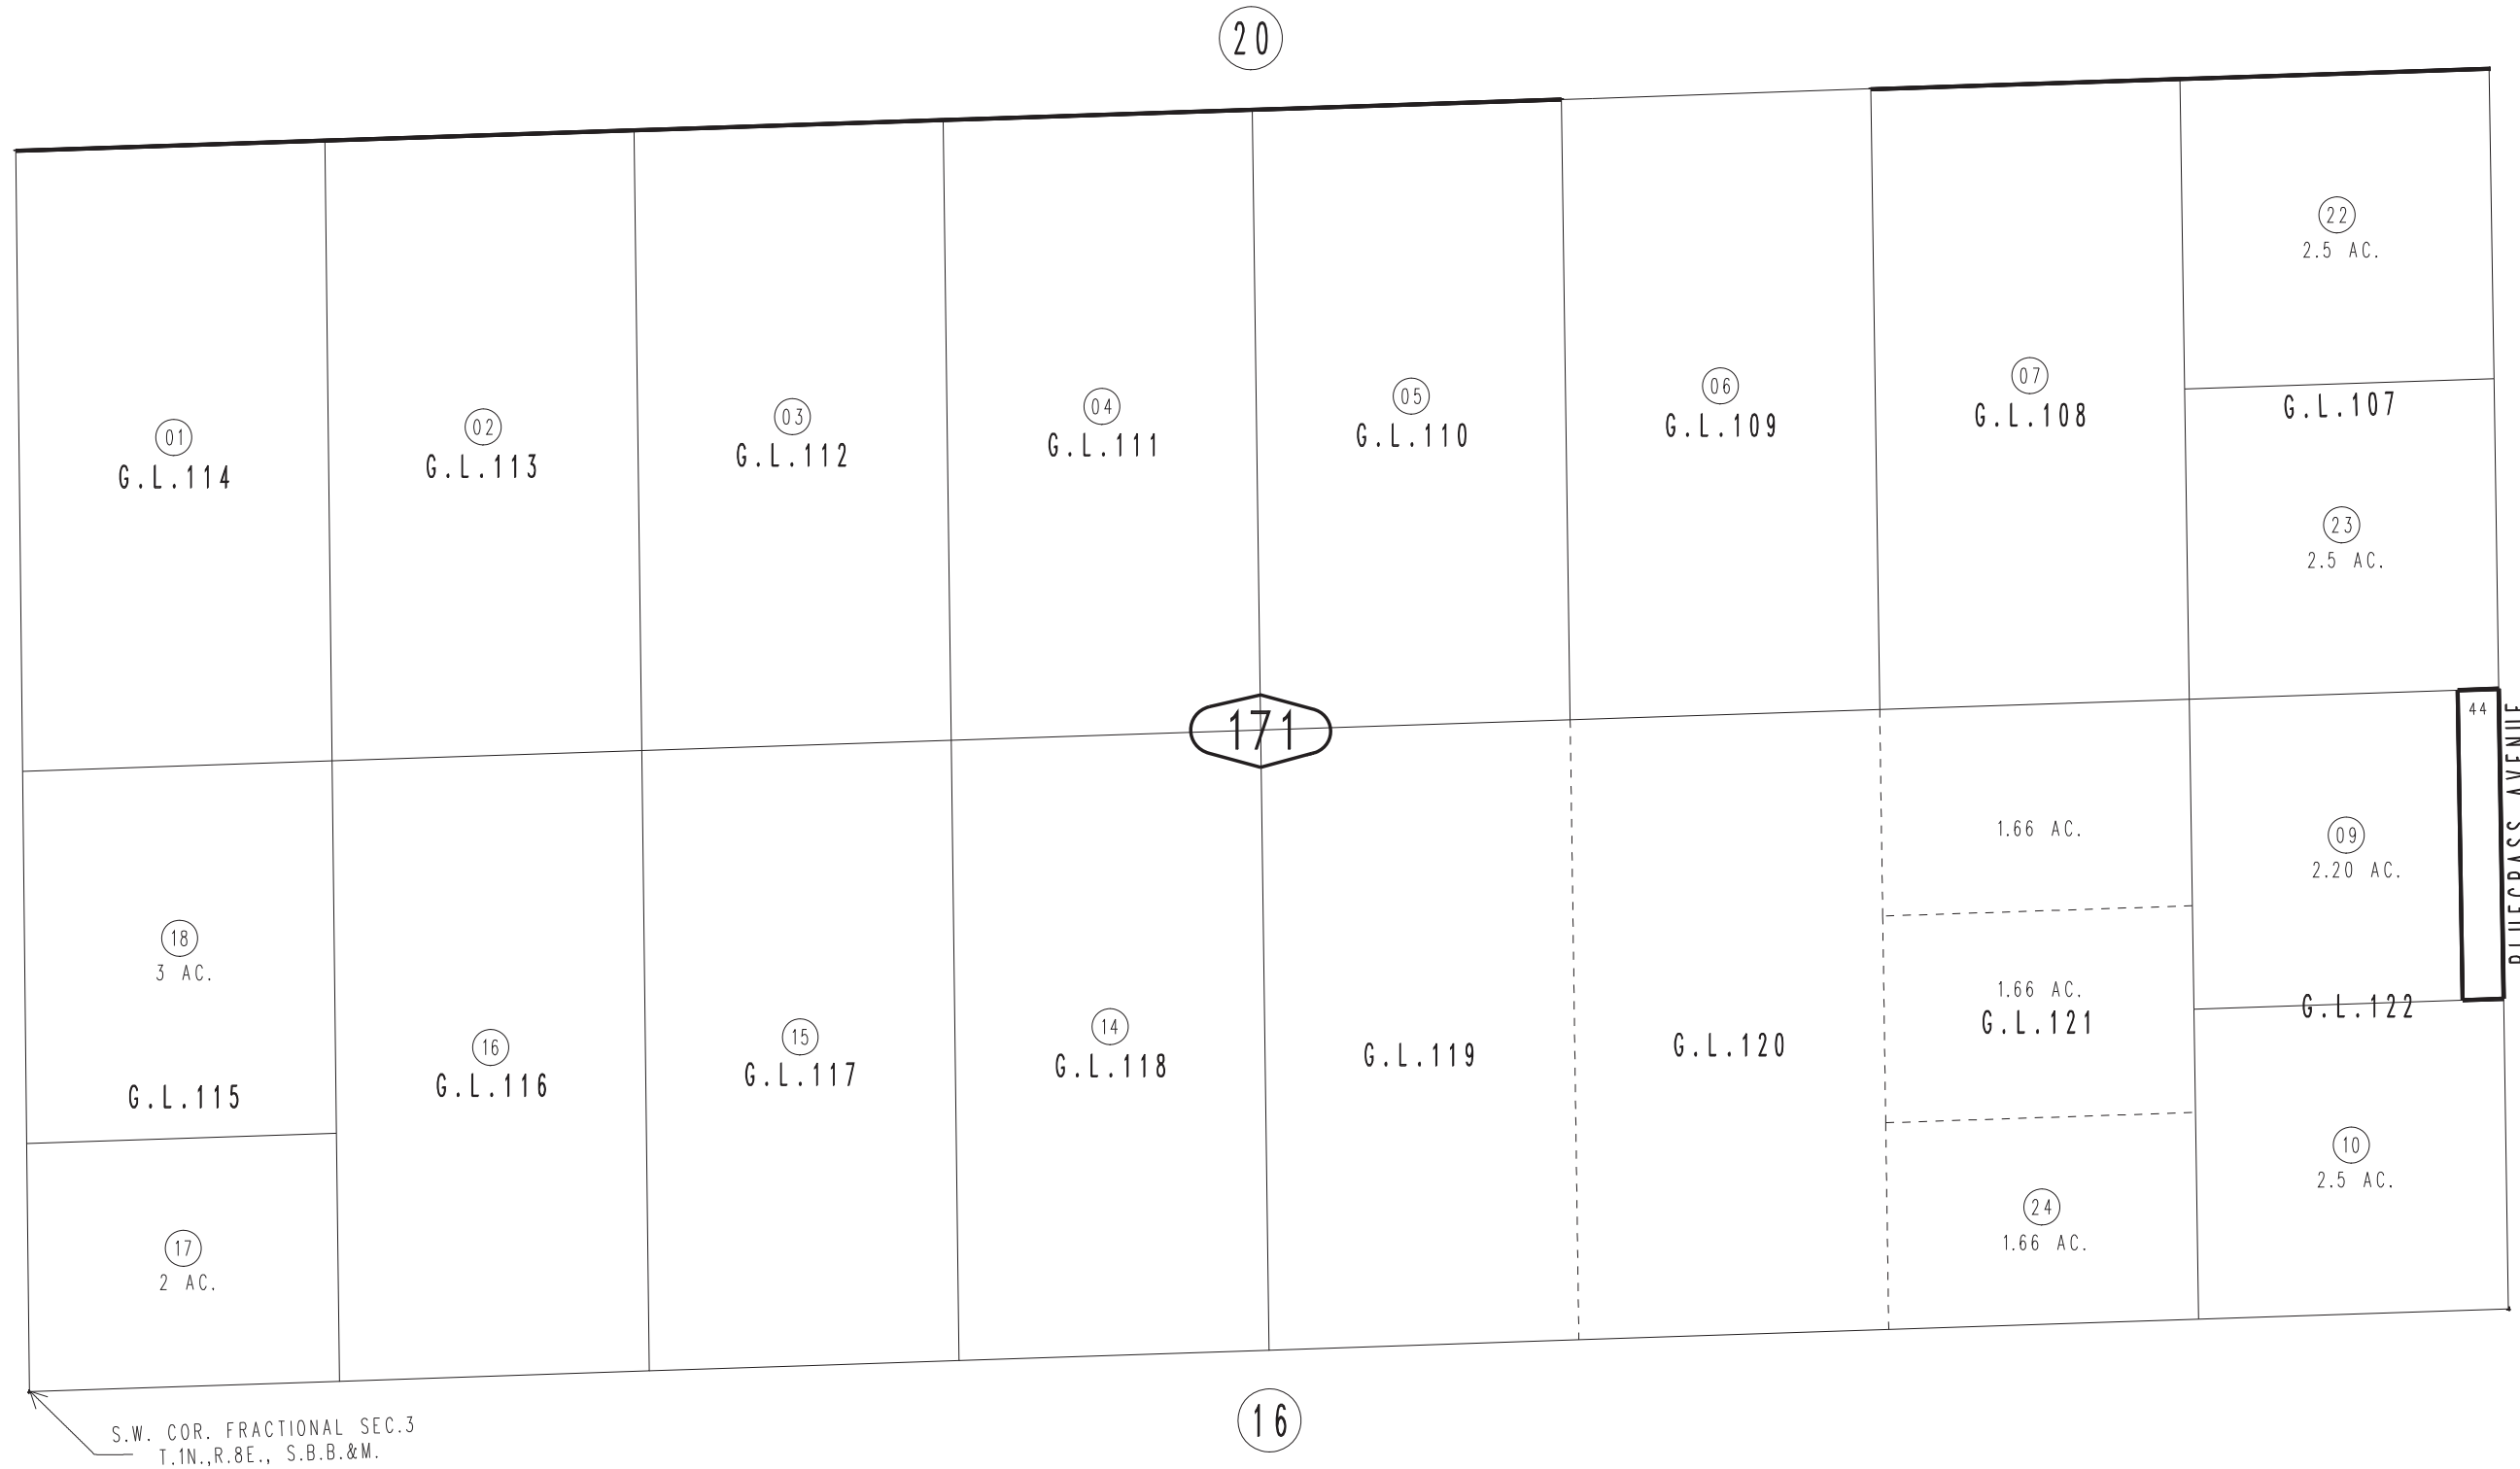 20
22
2.5 AC.
07
06
05
04
03
02
01
G.L.107
G.L.108
G.L.109
G.L.110
G.L.111
G.L.112
G.L.113
G.L.114
23
2.5 AC.
171
44
BLUEGRASS AVENUE
1.66 AC.
09
2.20 AC.
18
3 AC.
1.66 AC.
G.L.122
G.L.121
14
15
16
G.L.120
G.L.119
G.L.118
G.L.117
G.L.116
G.L.115
10
2.5 AC.
24
1.66 AC.
17
2 AC.
16
S.W. COR. FRACTIONAL SEC.3
T.1N.,R.8E., S.B.B.&M.